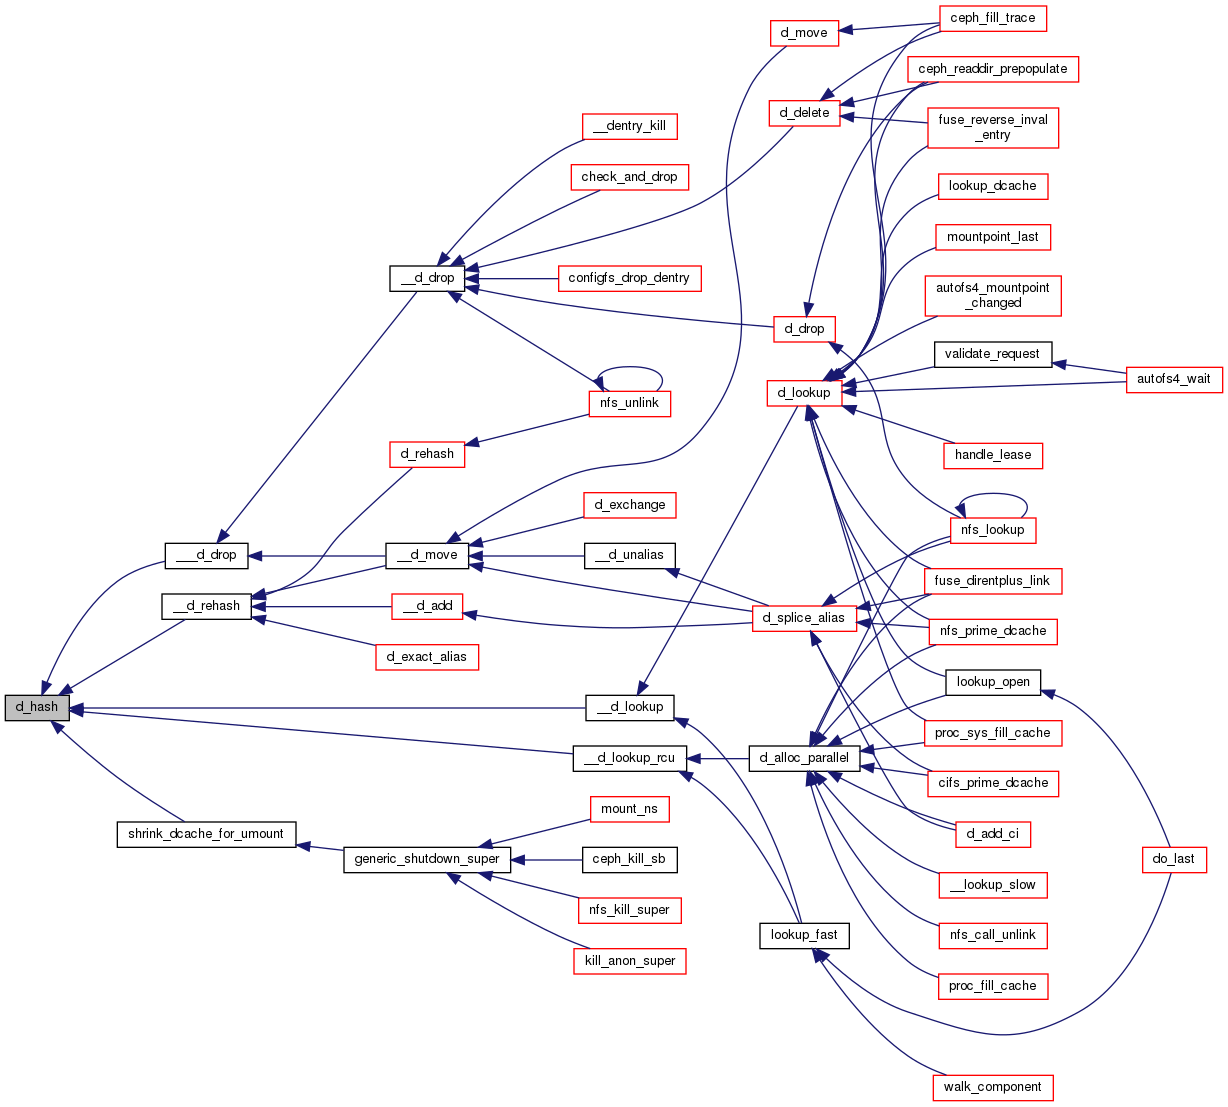 ceph_fill_trace
d_move
ceph_readdir_prepopulate
d_delete
fuse_reverse_inval
_entry
__dentry_kill
check_and_drop
lookup_dcache
mountpoint_last
__d_drop
configfs_drop_dentry
autofs4_mountpoint
_changed
d_drop
validate_request
autofs4_wait
d_lookup
nfs_unlink
d_rehash
handle_lease
d_exchange
nfs_lookup
___d_drop
__d_move
__d_unalias
fuse_direntplus_link
__d_rehash
__d_add
d_splice_alias
nfs_prime_dcache
d_exact_alias
lookup_open
d_hash
__d_lookup
proc_sys_fill_cache
__d_lookup_rcu
d_alloc_parallel
cifs_prime_dcache
mount_ns
shrink_dcache_for_umount
d_add_ci
generic_shutdown_super
ceph_kill_sb
do_last
__lookup_slow
nfs_kill_super
lookup_fast
nfs_call_unlink
kill_anon_super
proc_fill_cache
walk_component